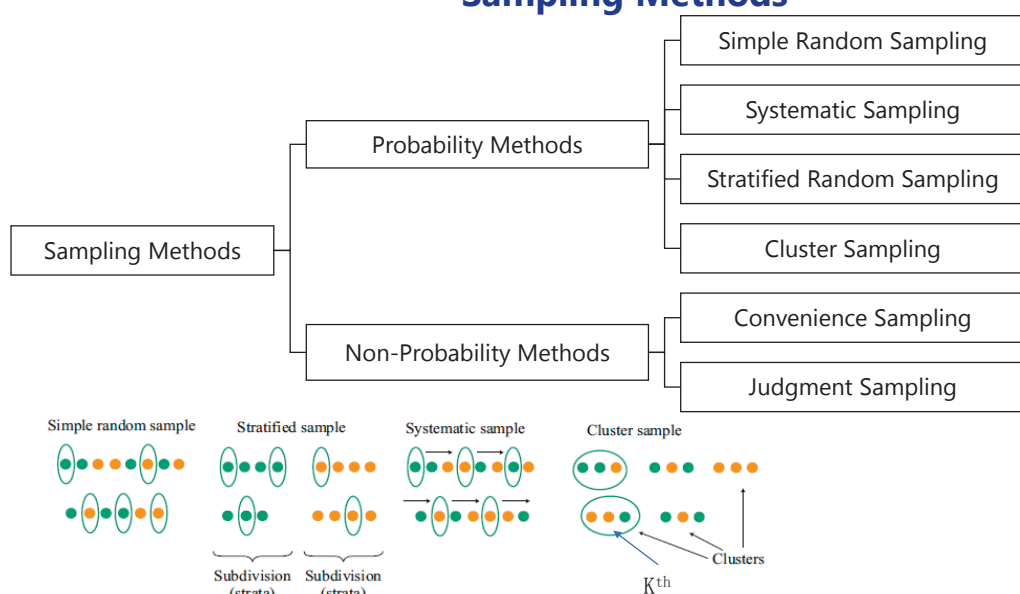 Sampling Methods
Simple Random Sampling
Systematic Sampling
Probability Methods
Stratified Random Sampling
Sampling Methods
Cluster Sampling
Convenience Sampling
Non-Probability Methods
Judgment Sampling
Simple random sample
Stratified sample
Systematic sample
Cluster sample
Clusters
Subdivision
(strata)
Subdivision
(strata)
Kth